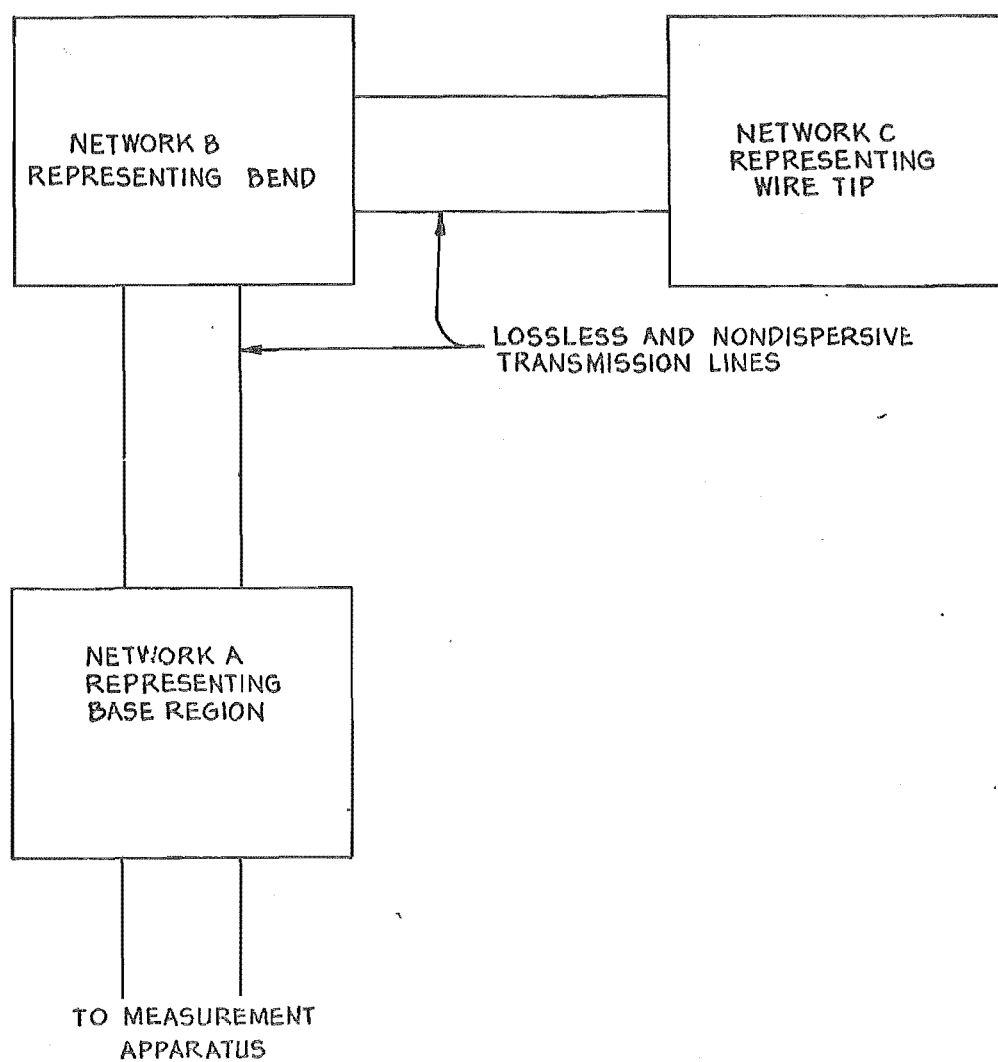 NETWORK B
REPRESENTING BEND
NETWORK C
REPRESENTING
WIRE TIP
LOSSLESS AND NONDISPERSIVE
TRANSMISSION LINES
NETWORK A
REPRESENTING
BASE REGION
TO MEASUREMENT
APPARATUS